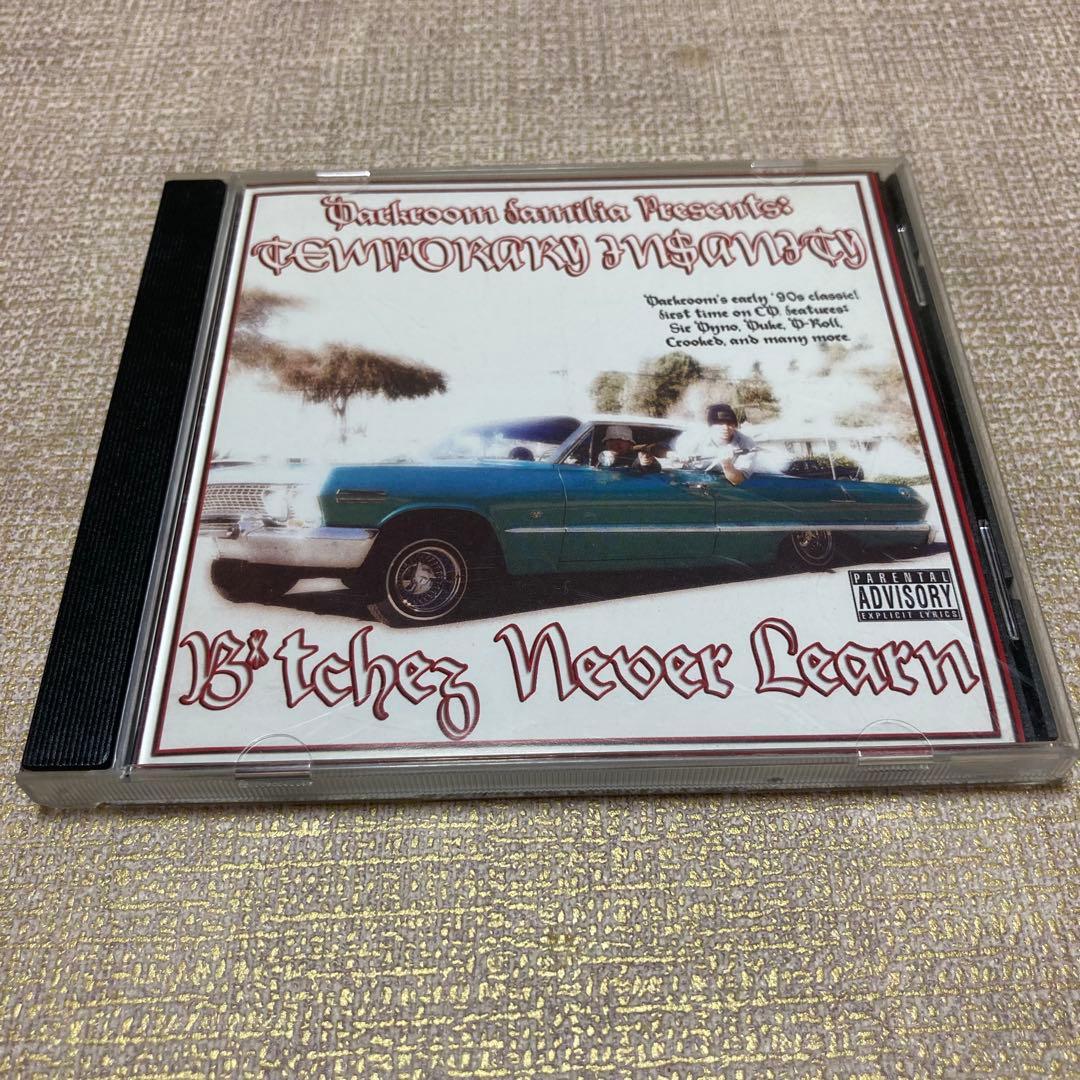 Darkroom Familia Presents:
TEMPORARY IN$ANITY
Darkroom's early '90s classic!
first time on CD. features:
Sir Dyno, Duke, D-Roll,
Crooked, and many more
PARENTAL
ADVISORY
EXPLICIT LYRICS
B*tchez Never Learn